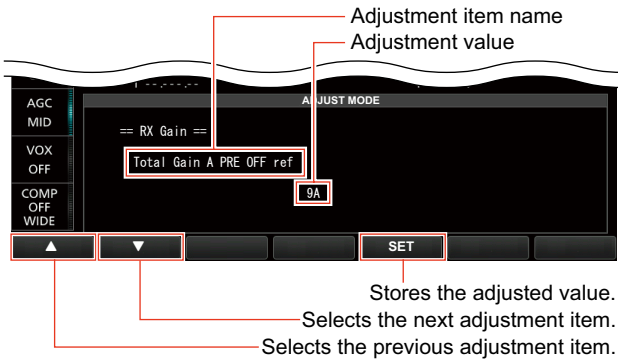 Adjustment item name
Adjustment value
ADJUST MODE
AGC
MID
== RX Gain ==
VOX
OFF
Total Gain A PRE OFF ref
9A
COMP
OFF
WIDE
▲
▼
SET
Stores the adjusted value.
Selects the next adjustment item.
Selects the previous adjustment item.